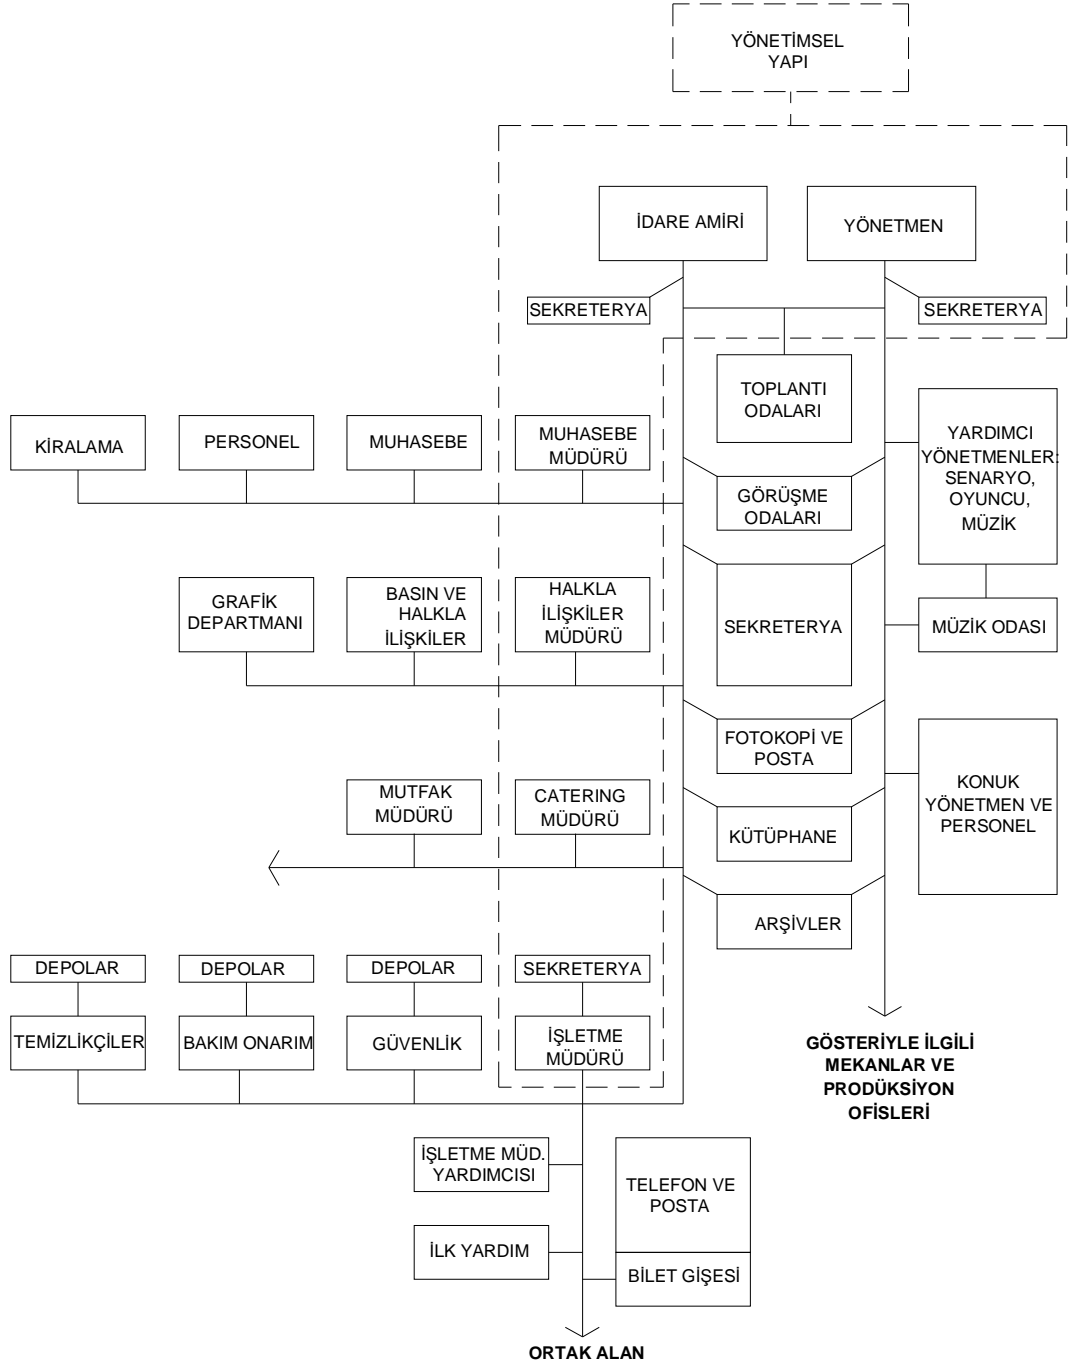 YÖNETİMSEL
YAPI
İDARE AMİRİ
YÖNETMEN
SEKRETERYA
SEKRETERYA
TOPLANTI
ODALARI
KİRALAMA
PERSONEL
MUHASEBE
MUHASEBE
MÜDÜRÜ
YARDIMCI
YÖNETMENLER:
SENARYO,
OYUNCU,
MÜZİK
GÖRÜŞME
ODALARI
GRAFİK
DEPARTMANI
BASIN VE
HALKLA
İLİŞKİLER
HALKLA
İLİŞKİLER
MÜDÜRÜ
SEKRETERYA
MÜZİK ODASI
FOTOKOPİ VE
POSTA
MUTFAK
MÜDÜRÜ
CATERING
MÜDÜRÜ
KÜTÜPHANE
KONUK
YÖNETMEN VE
PERSONEL
ARŞİVLER
DEPOLAR
DEPOLAR
DEPOLAR
SEKRETERYA
TEMİZLİKÇİLER
BAKIM ONARIM
GÜVENLİK
İŞLETME
MÜDÜRÜ
GÖSTERİYLE İLGİLİ
MEKANLAR VE
PRODÜKSİYON
OFİSLERİ
İŞLETME MÜD.
YARDIMCISI
TELEFON VE
POSTA
İLK YARDIM
BİLET GİŞESİ
ORTAK ALAN